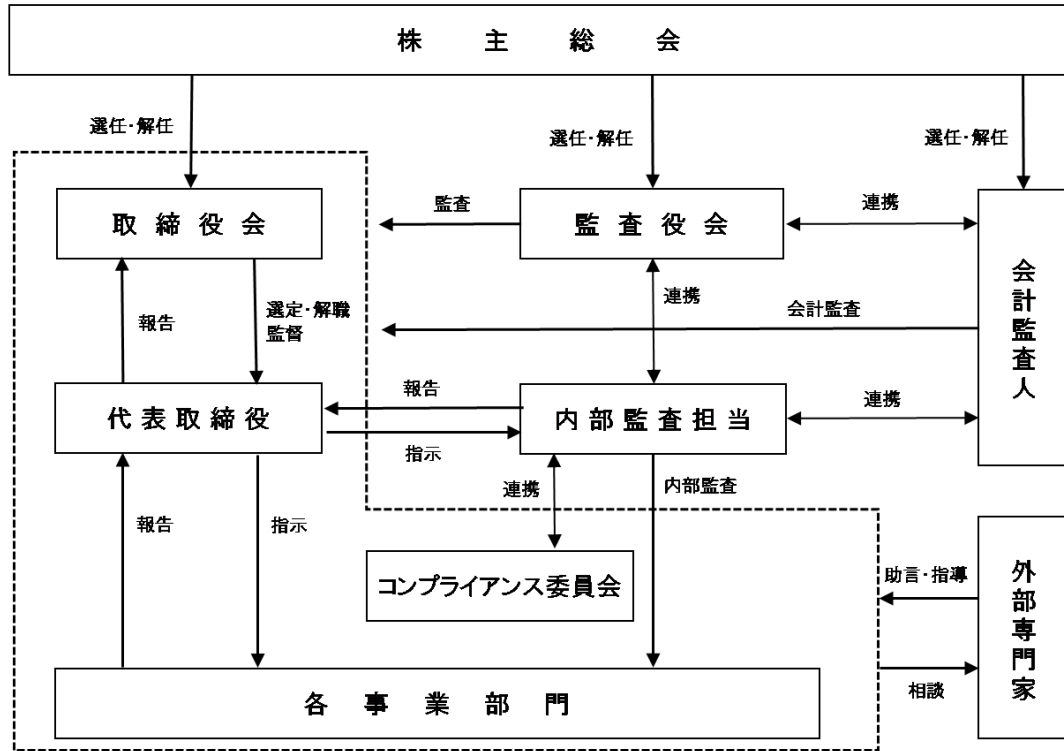 株主総会
選任・解任
選任・解任
選任・解任
取締役会
監査
監査役会
連携
会計監査人
報告
選定・解職
監督
連携
会計監査
代表取締役
報告
指示
内部監査担当
連携
報告
指示
連携
内部監査
コンプライアンス委員会
助言・指導
外部専門家
相談
各事業部門